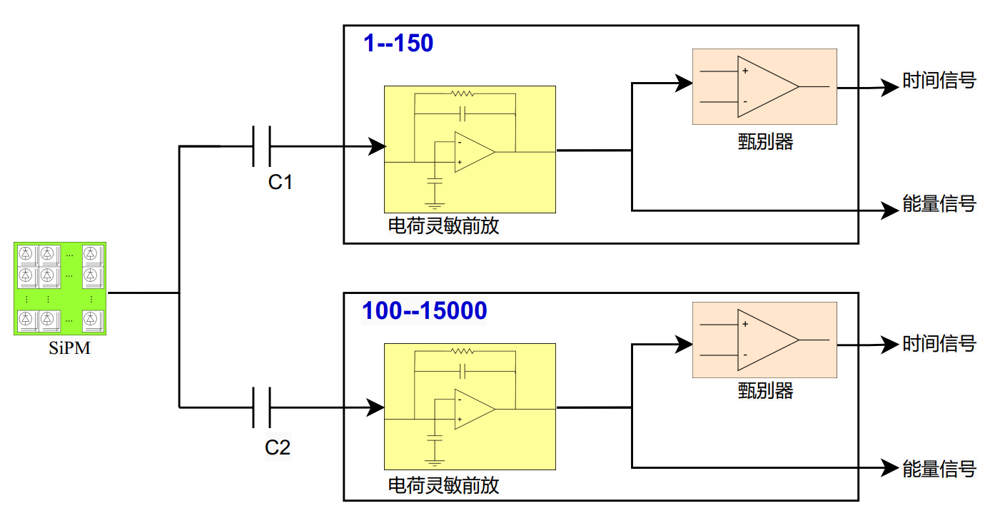 1--150
时间信号
甄别器
C1
能量信号
电荷灵敏前放
SiPM
100--15000
时间信号
甄别器
C2
能量信号
电荷灵敏前放